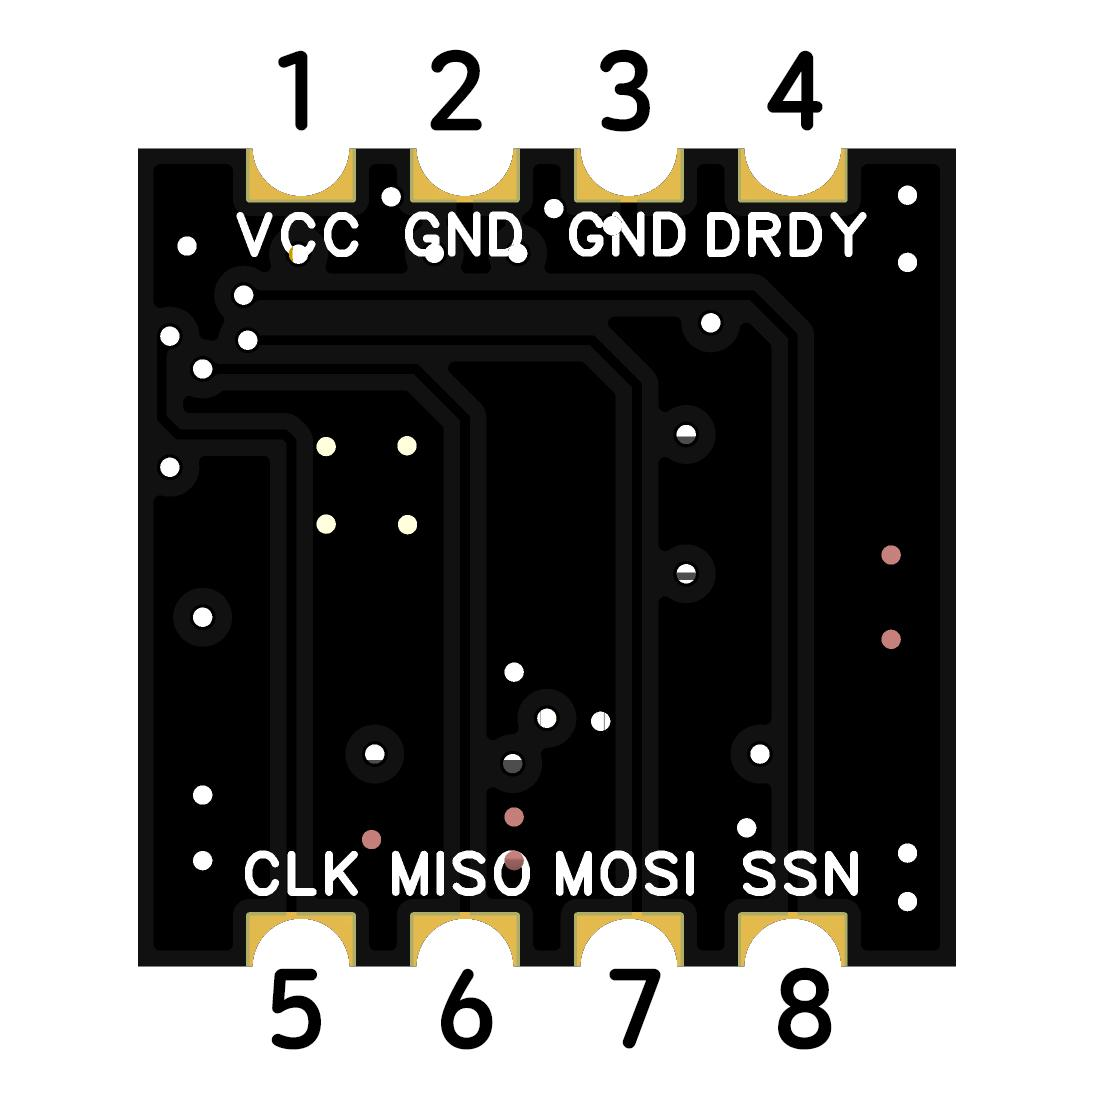 1 2 3 4
VCC GND GND DRDY
CLK MISO MOSI SSN
5 6 7 8